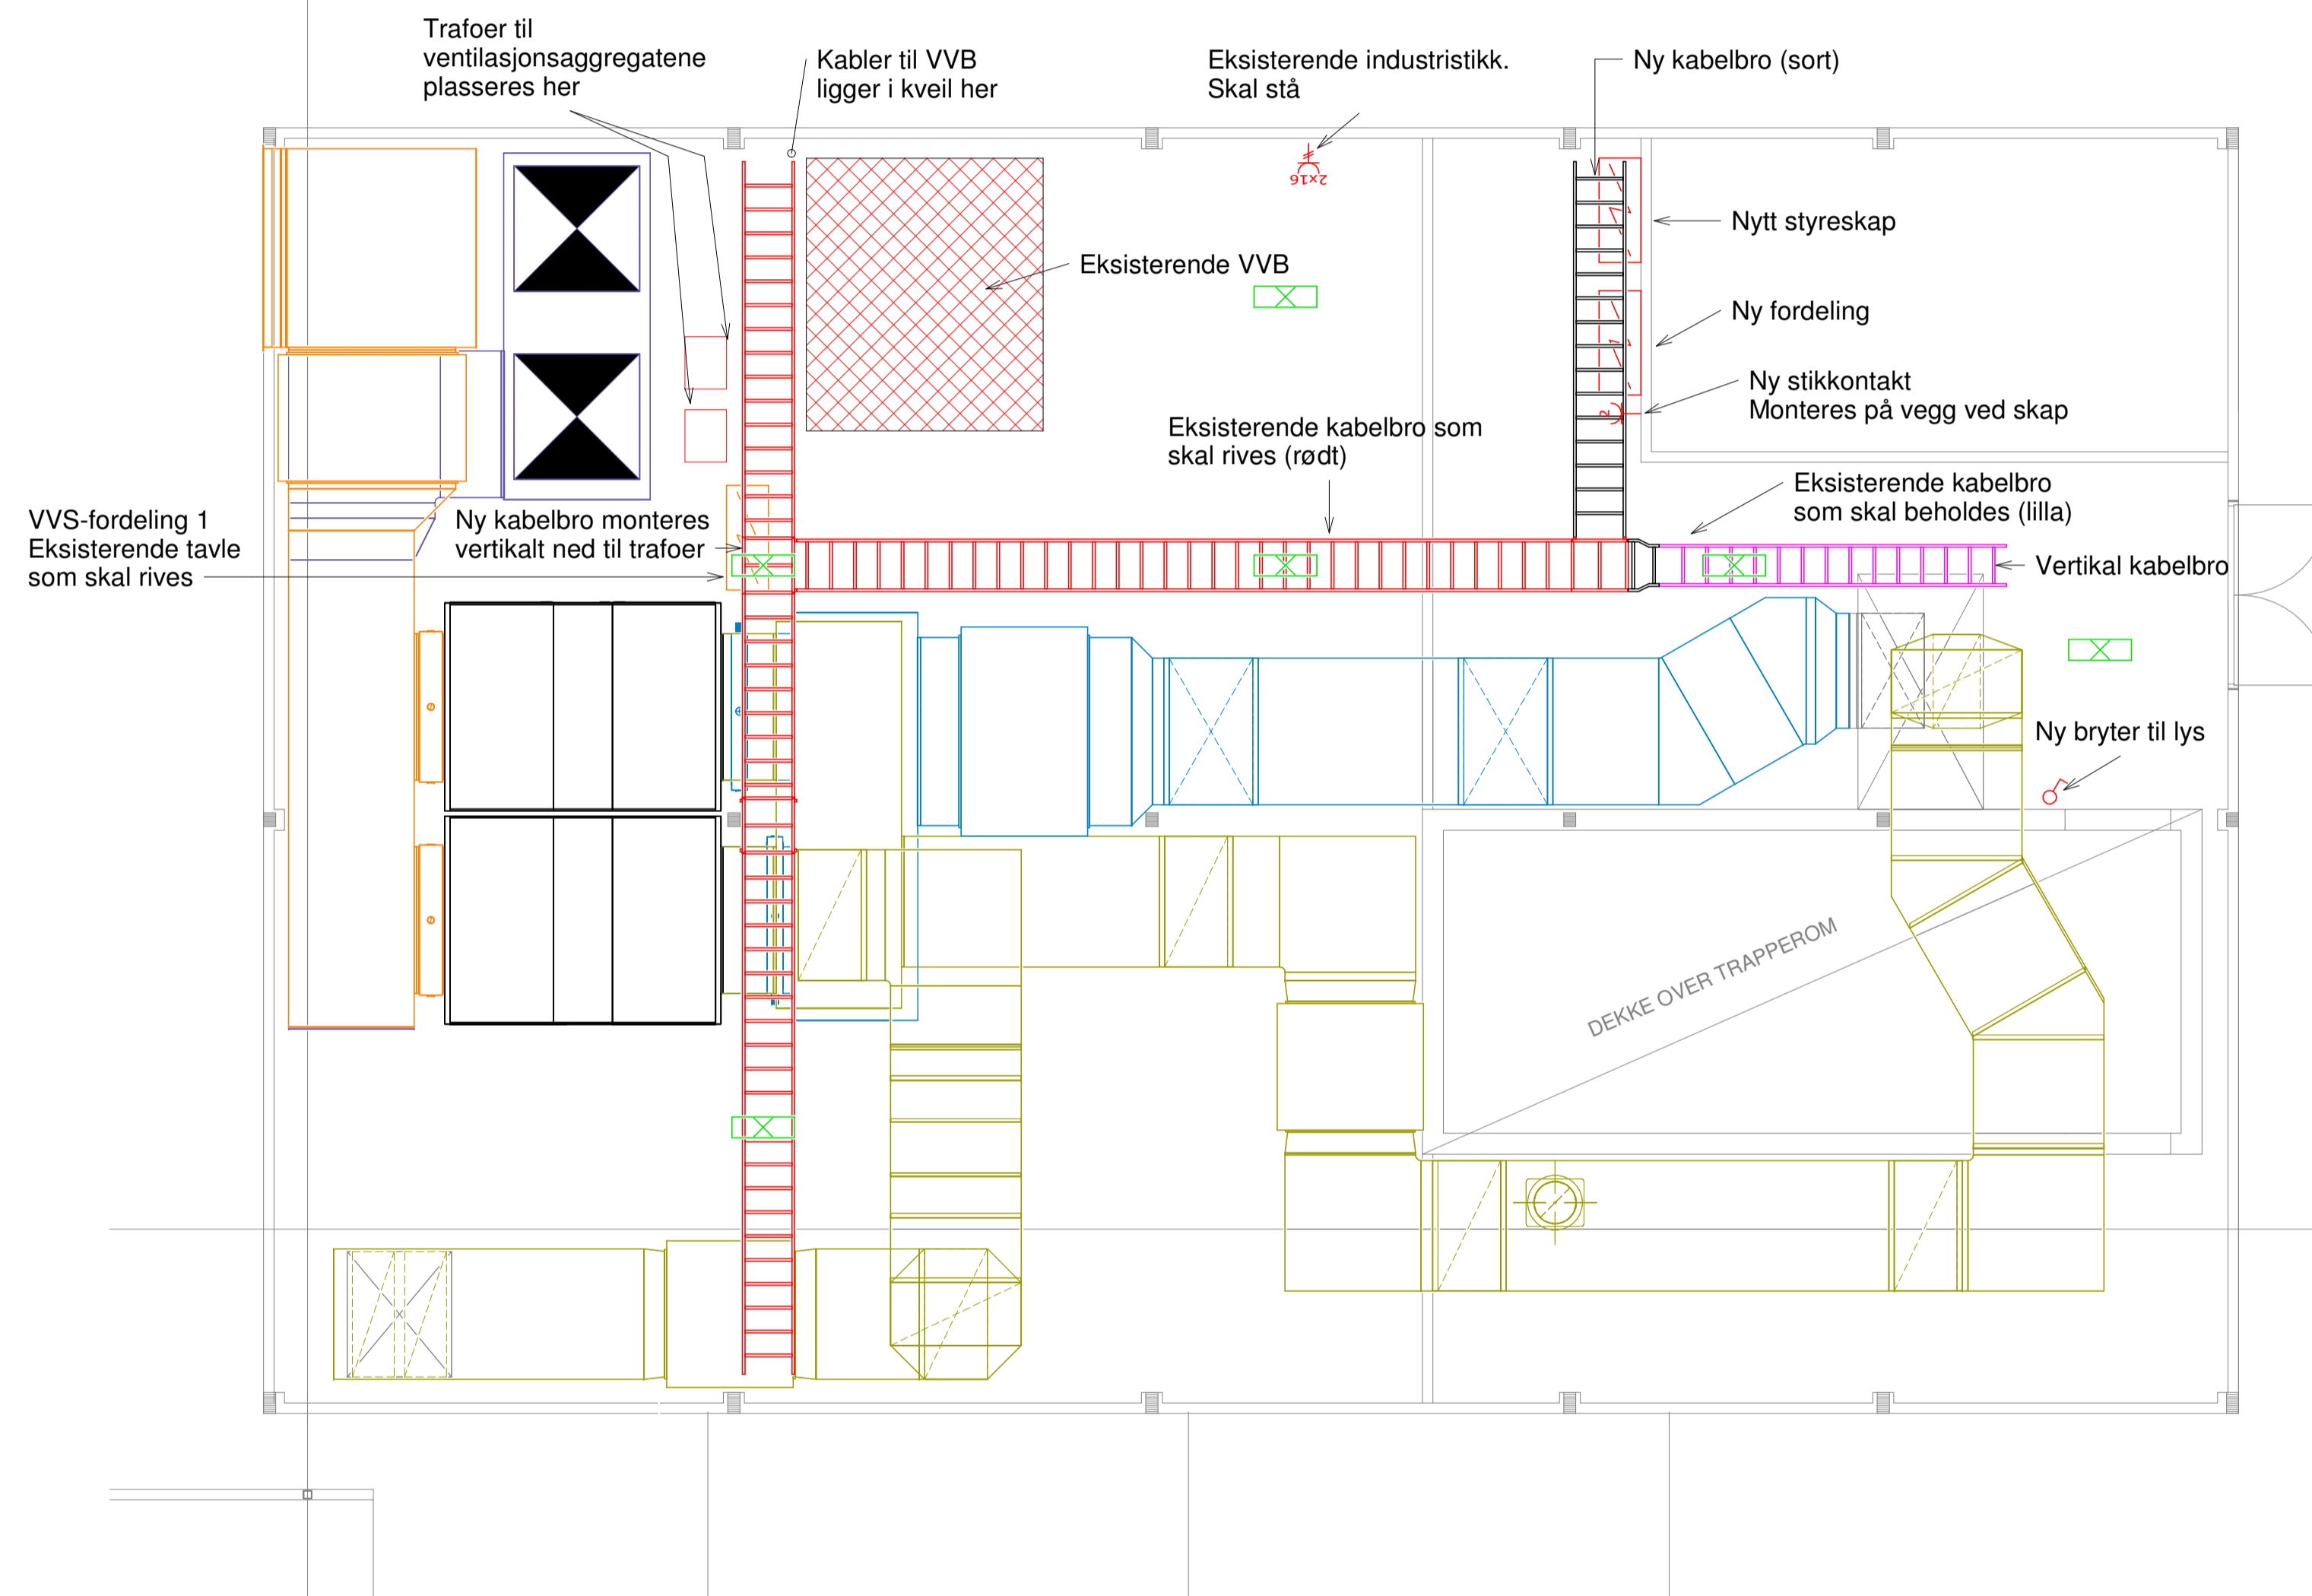 Trafoer til
ventilasjonsaggregatene
plasseres her
Kabler til VVB
ligger i kveil her
Eksisterende industristikk.
Skal stå
Ny kabelbro (sort)
2x16
Nytt styreskap
Eksisterende VVB
Ny fordeling
Ny stikkontakt
Monteres på vegg ved skap
2
Eksisterende kabelbro som
skal rives (rødt)
Eksisterende kabelbro
som skal beholdes (lilla)
VVS-fordeling 1
Eksisterende tavle
som skal rives
Ny kabelbro monteres
vertikalt ned til trafoer
Vertikal kabelbro
Ny bryter til lys
DEKKE OVER TRAPPEROM